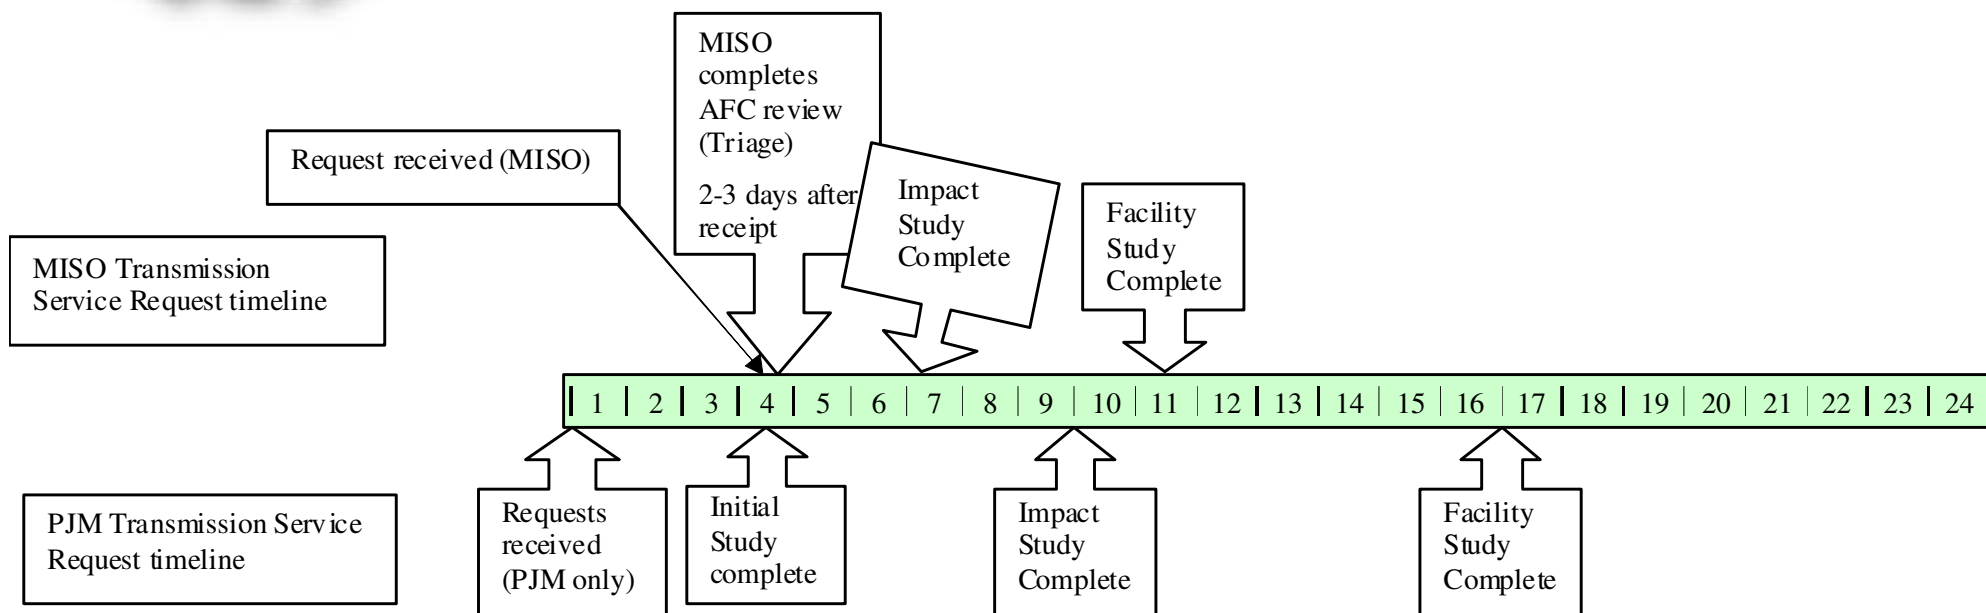 MISO
completes
AFC review
(Triage)
2-3 days after
receipt
Request received (MISO)
Impact
Study
Complete
Facility
Study
Complete
MISO Transmission
Service Request timeline
1 2 3 4 5 6 7 8 9 10 11 12 13 14 15 16 17 18 19 20 21 22 23 24
PJM Transmission Service
Request timeline
Requests
received
(PJM only)
Initial
Study
complete
Impact
Study
Complete
Facility
Study
Complete